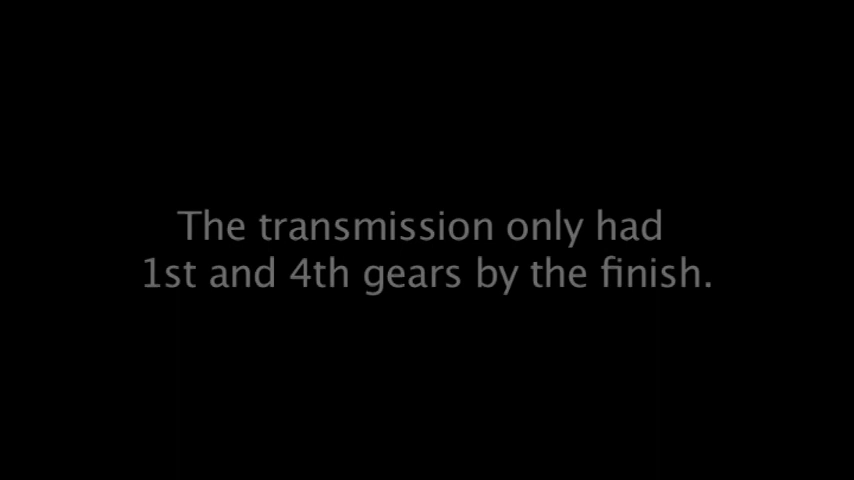 The transmission only had
1st and 4th gears by the finish.